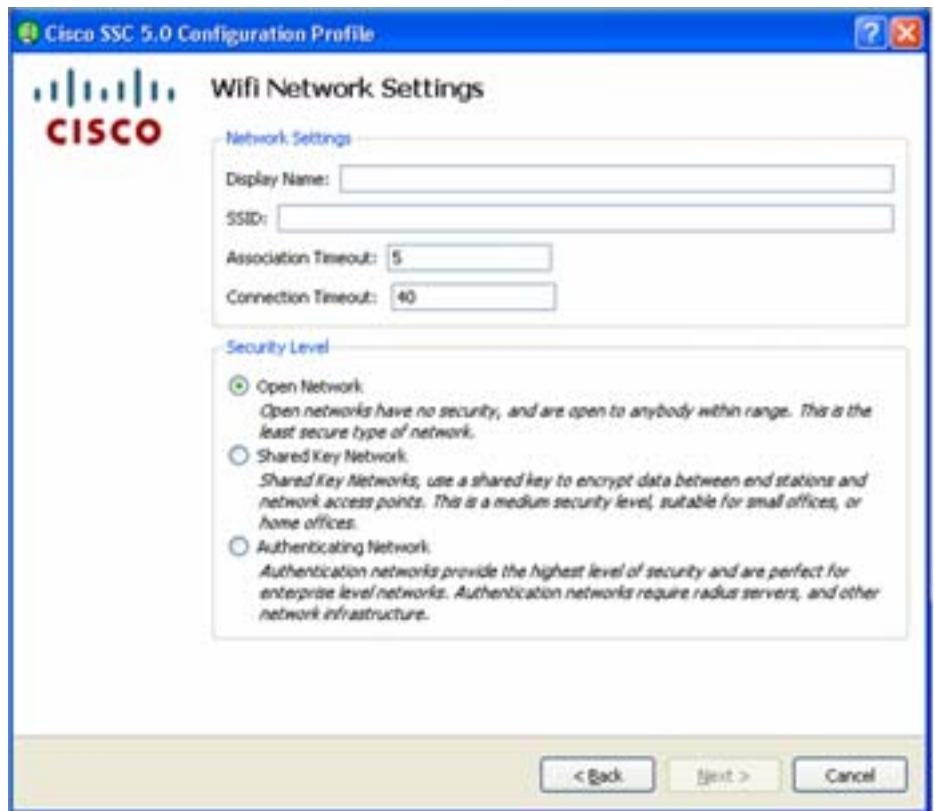 Cisco SSC 5.0 Configuration Profile
CISCO
Wifi Network Settings
Network Settings
Display Name:
SSID:
Association Timeout: 5
Connection Timeout: 40
Security Level
Open Network
Open networks have no security, and are open to anybody within range. This is the
least secure type of network.
Shared Key Network
Shared Key Networks, use a shared key to encrypt data between end stations and
network access points. This is a medium security level, suitable for small offices, or
home offices.
Authenticating Network
Authentication networks provide the highest level of security and are perfect for
enterprise level networks. Authentication networks require radius servers, and other
network infrastructure.
< Back
Next >
Cancel